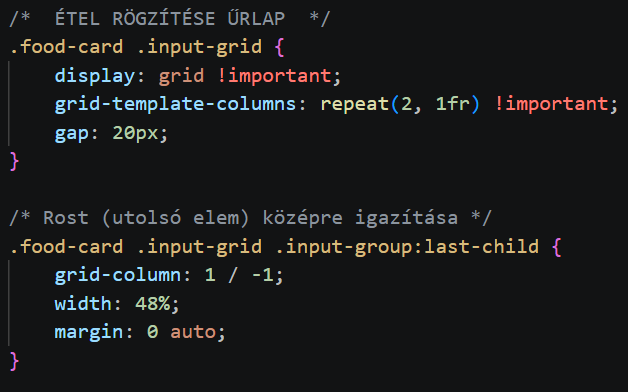 /*  ÉTEL RÖGZÍTÉSE ŰRLAP  */
.food-card .input-grid {
    display: grid !important;
    grid-template-columns: repeat(2, 1fr) !important;
    gap: 20px;
}

/* Rost (utolsó elem) középre igazítása */
.food-card .input-grid .input-group:last-child {
    grid-column: 1 / -1;
    width: 48%;
    margin: 0 auto;
}